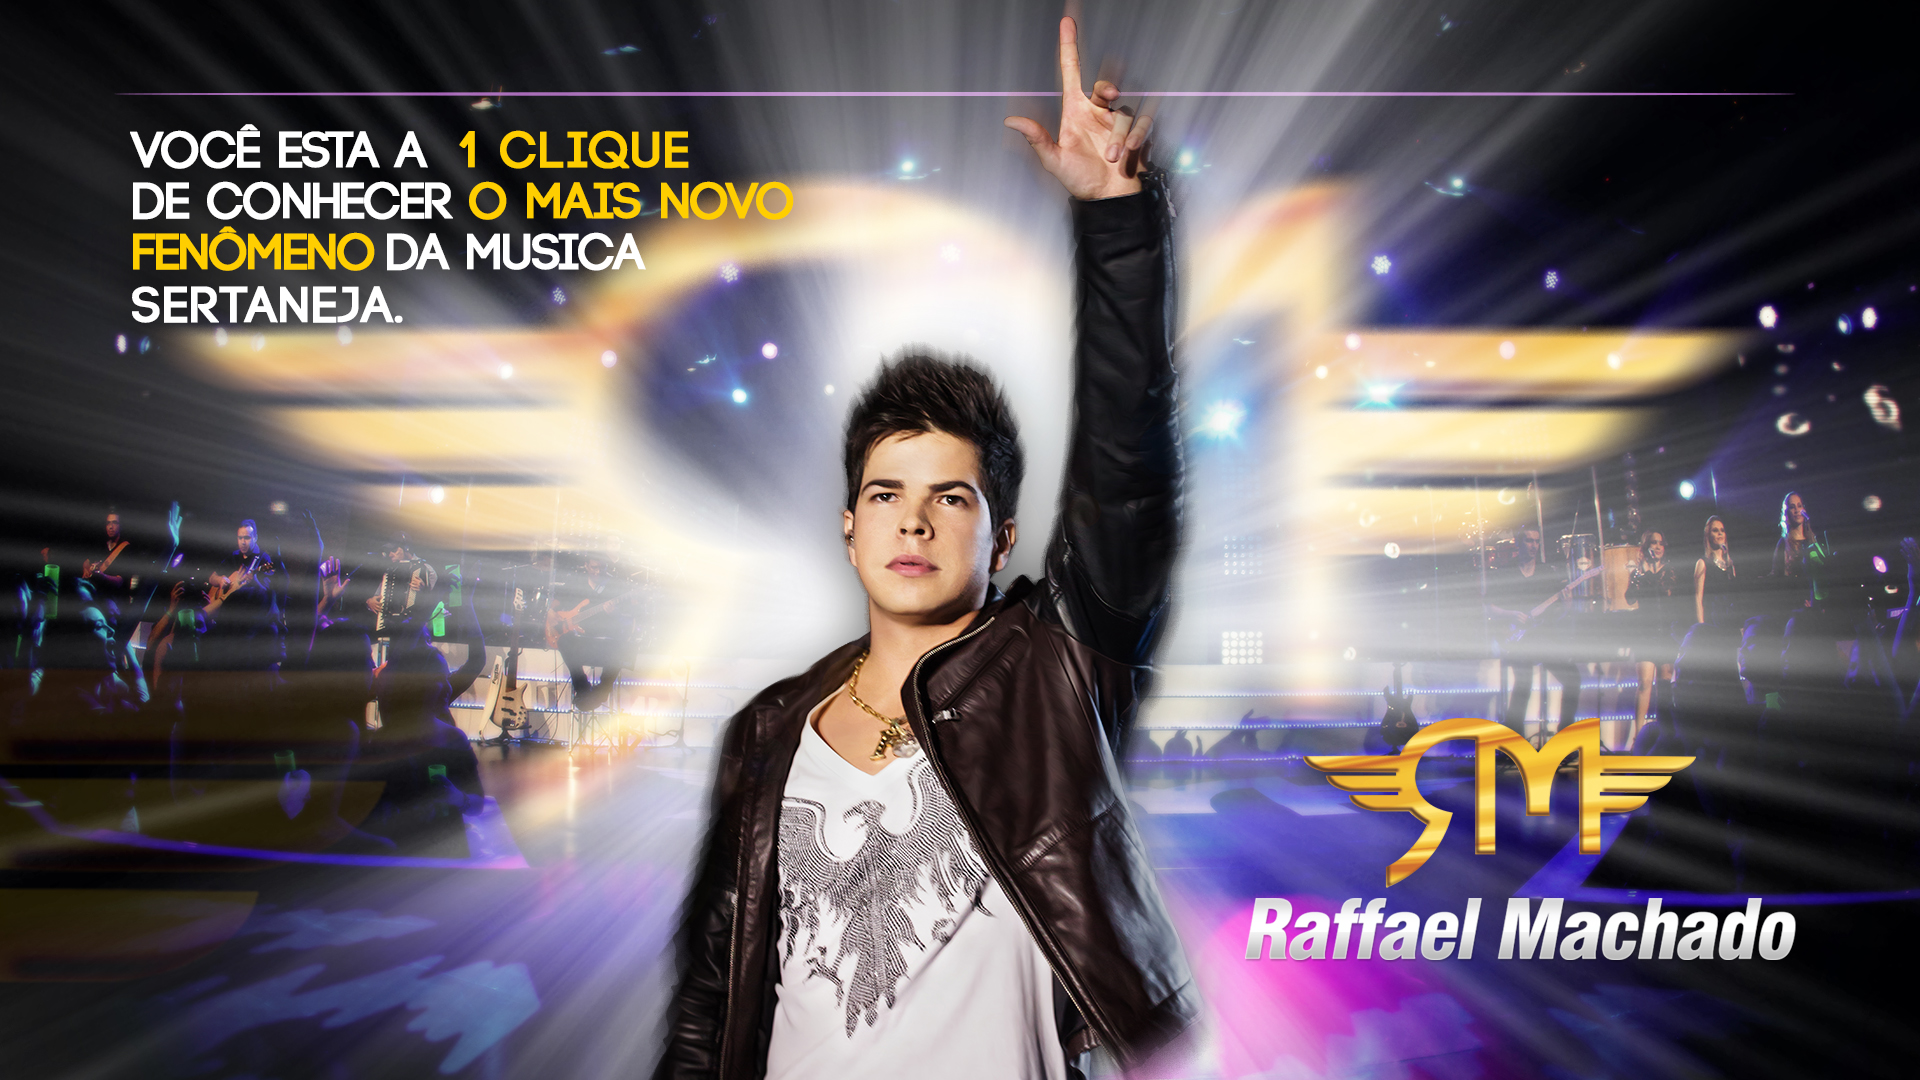 VOCÊ ESTA A 1 CLIQUE
DE CONHECER O MAIS NOVO
FENÔMENO DA MUSICA
SERTANEJA.
RM
Raffael Machado